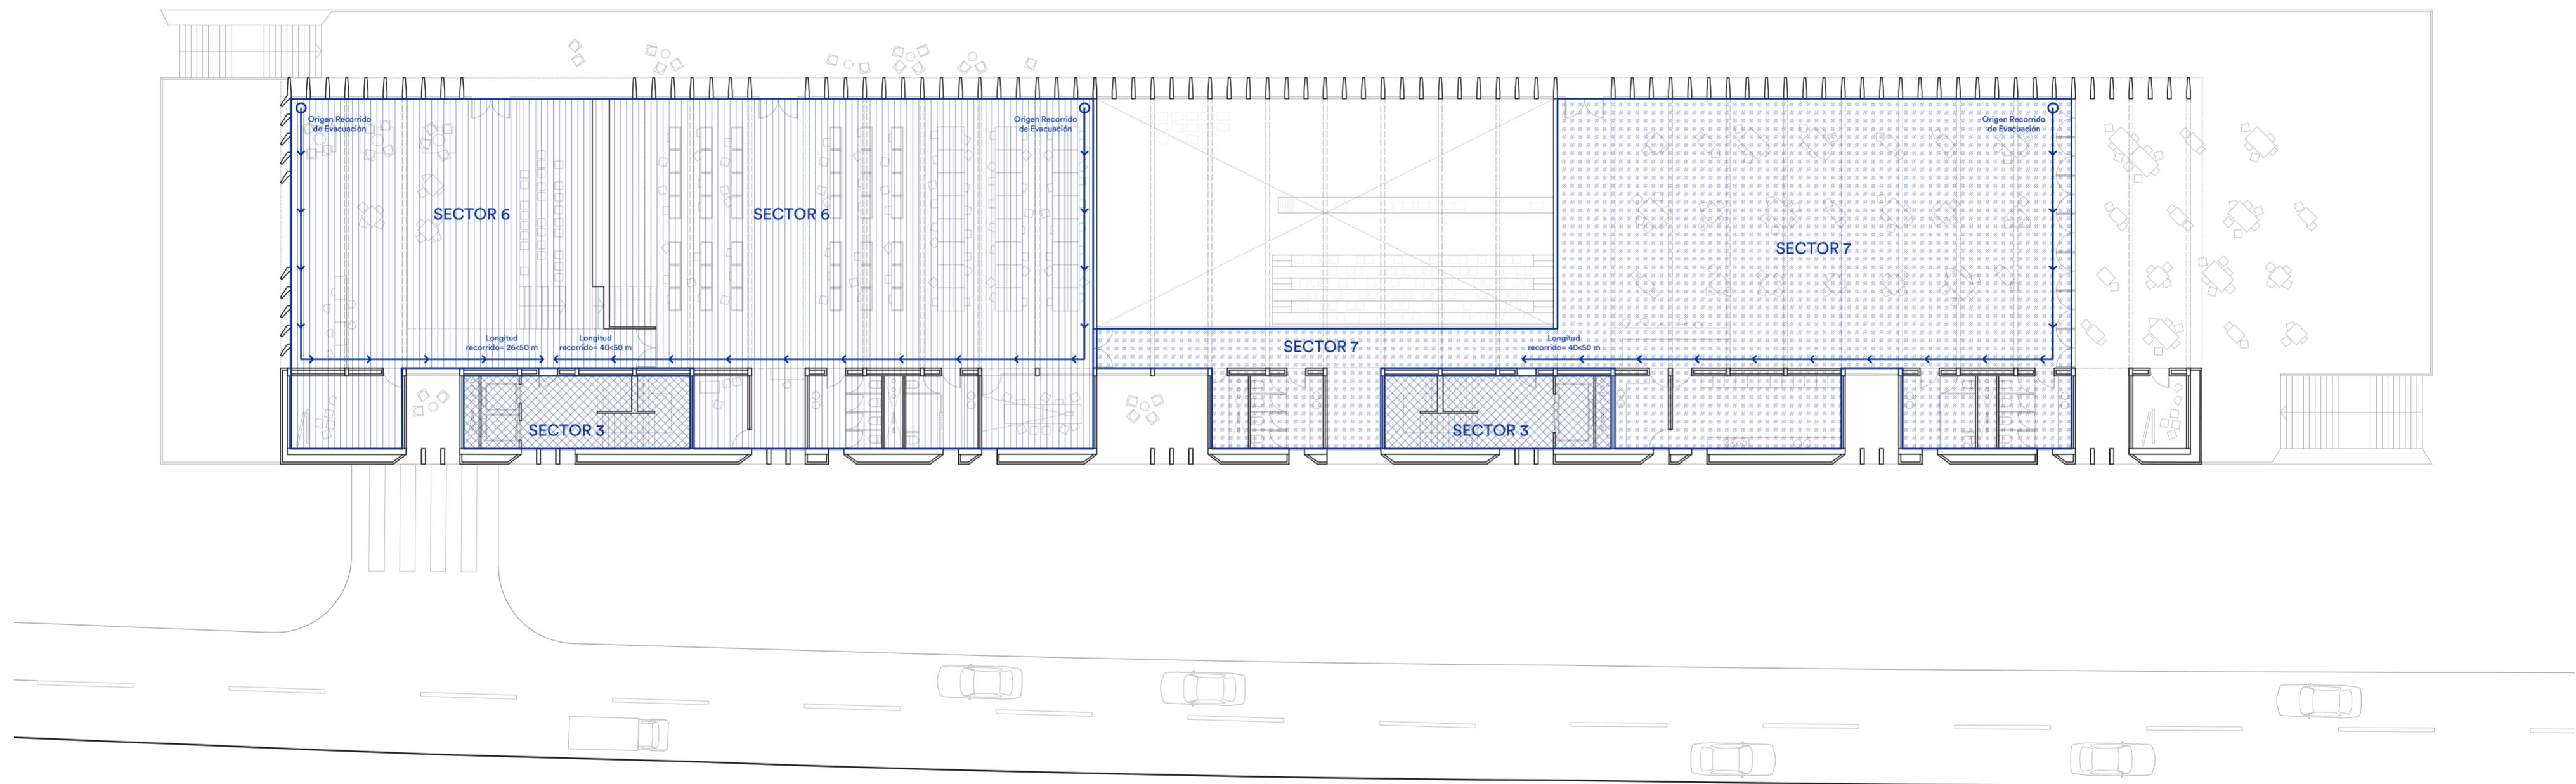 Origen Recorrido
de Evacuación
Origen Recorrido
de Evacuación
Origen Recorrido
de Evacuación
SECTOR 6
SECTOR 6
SECTOR 7
Longitud
recorrido= 26<50 m
Longitud
recorrido= 40<50 m
SECTOR 7
Longitud
recorrido= 40<50 m
SECTOR 3
SECTOR 3